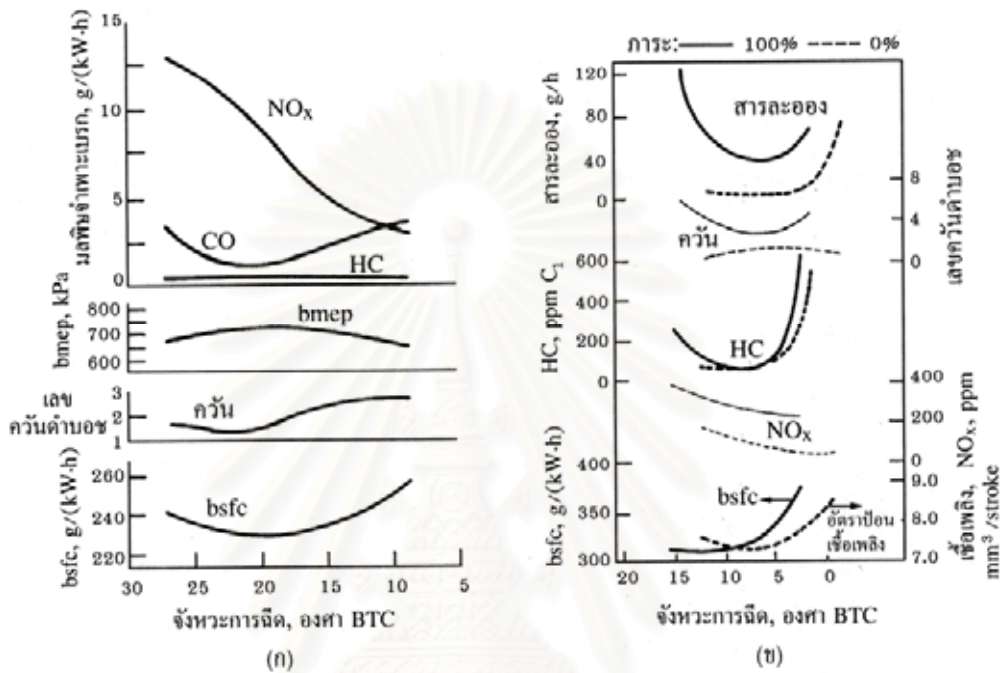 15
10
5
0
มลพิษจำเพาะเบรก, g/(kW·h)
NOₓ
CO
HC
800
700
600
bmep, kPa
bmep
3
2
1
เลข
ควันดำบอช
ควัน
260
240
220
bsfc, g/(kW·h)
bsfc
30 25 20 15 10 5
จังหวะการฉีด, องศา BTC
(ก)
ภาระ: 100% 0%
120
80
40
0
สารละออง, g/h
สารละออง
8
4
0
เลขควันดำบอช
ควัน
600
400
200
0
HC, ppm C₁
HC
400
200
0
NOₓ, ppm
NOₓ
400
350
300
bsfc, g/(kW·h)
bsfc
9.0
8.0
7.0
เชื้อเพลิง,
mm³/stroke
อัตราป้อน
เชื้อเพลิง
20 15 10 5 0
จังหวะการฉีด, องศา BTC
(ข)